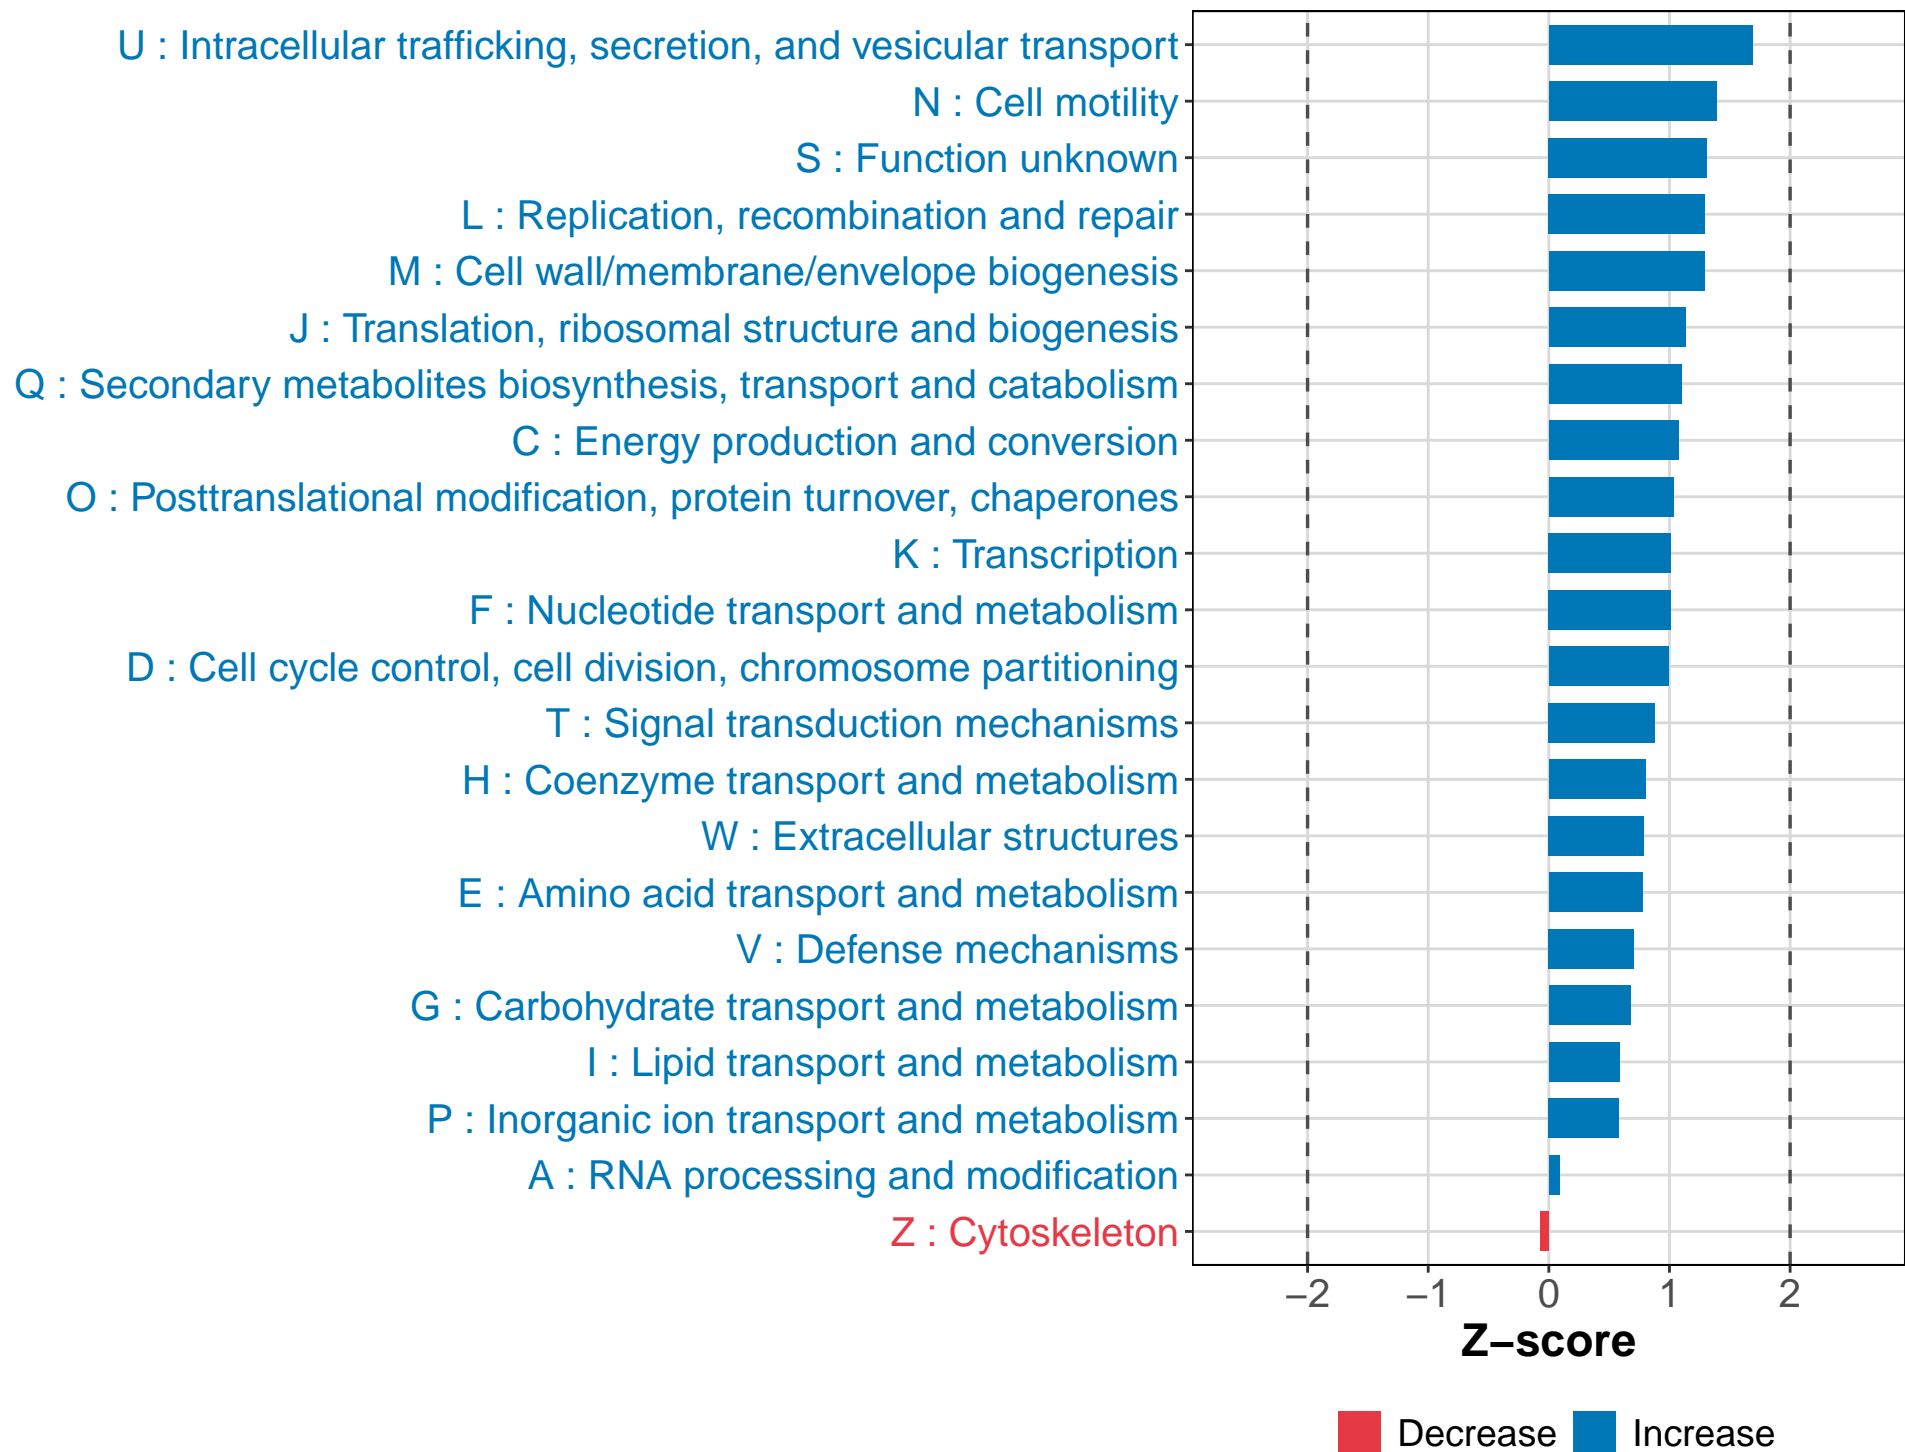 U : Intracellular trafficking, secretion, and vesicular transport
N : Cell motility
S : Function unknown
L : Replication, recombination and repair
M : Cell wall/membrane/envelope biogenesis
J : Translation, ribosomal structure and biogenesis
Q : Secondary metabolites biosynthesis, transport and catabolism
C : Energy production and conversion
O : Posttranslational modification, protein turnover, chaperones
K : Transcription
F : Nucleotide transport and metabolism
D : Cell cycle control, cell division, chromosome partitioning
T : Signal transduction mechanisms
H : Coenzyme transport and metabolism
W : Extracellular structures
E : Amino acid transport and metabolism
V : Defense mechanisms
G : Carbohydrate transport and metabolism
I : Lipid transport and metabolism
P : Inorganic ion transport and metabolism
A : RNA processing and modification
Z : Cytoskeleton
−2 −1 0 1 2
Z−score
Decrease Increase